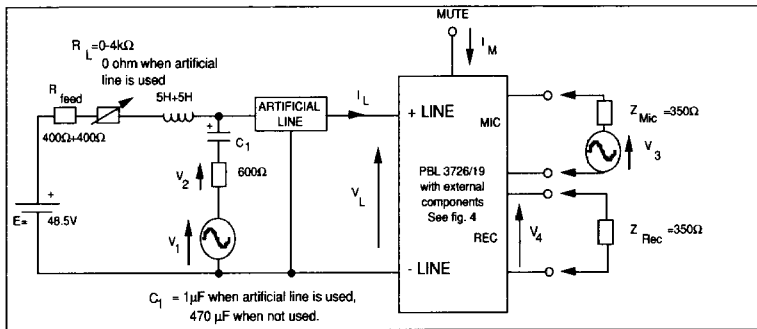 MUTE
I M
R L =0-4kΩ
0 ohm when artificial
line is used
R feed
5H+5H
400Ω+400Ω
ARTIFICIAL
LINE
I L
+ LINE
MIC
Z Mic =350Ω
V 3
C 1
+
V 2
600Ω
V L
PBL 3726/19
with external
components
See fig. 4
+
E=
48.5V
V 1
REC
V 4
Z Rec =350Ω
- LINE
C 1 = 1µF when artificial line is used,
470 µF when not used.